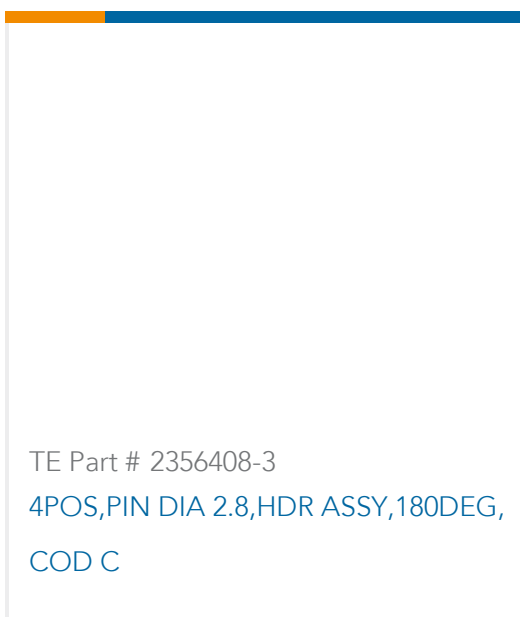 TE Part # 2356408-3
4POS,PIN DIA 2.8,HDR ASSY,180DEG,
COD C